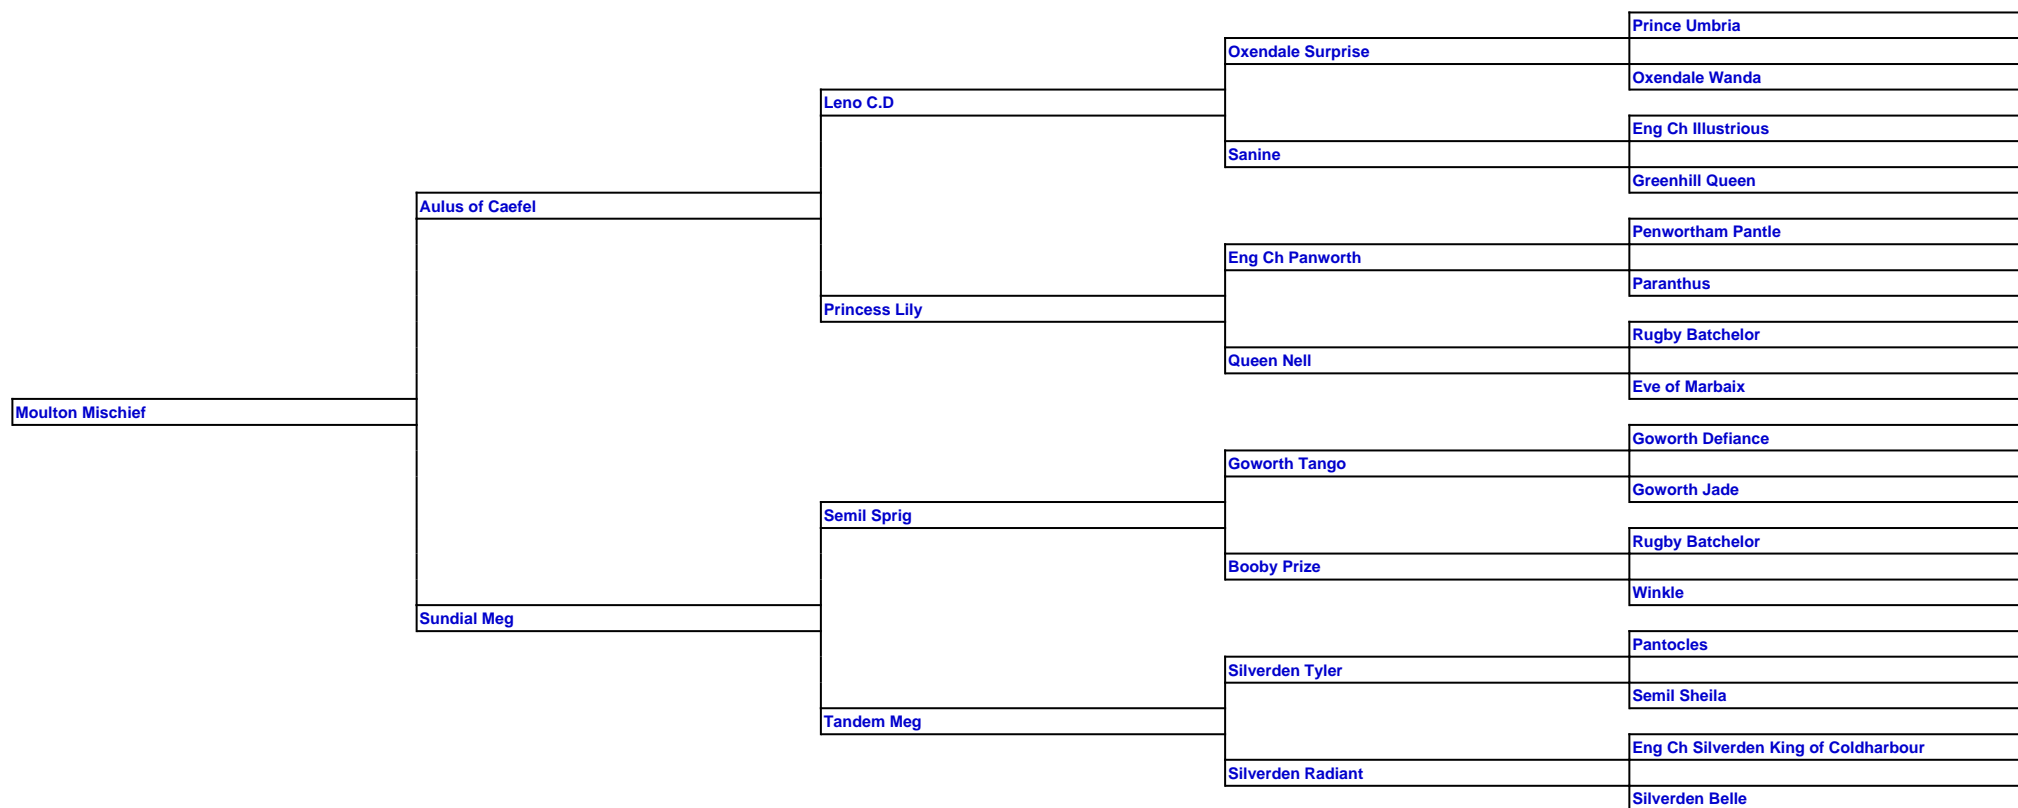 Prince Umbria
Oxendale Surprise
Oxendale Wanda
Leno C.D
Eng Ch Illustrious
Sanine
Greenhill Queen
Aulus of Caefel
Penwortham Pantle
Eng Ch Panworth
Paranthus
Princess Lily
Rugby Batchelor
Queen Nell
Eve of Marbaix
Moulton Mischief
Goworth Defiance
Goworth Tango
Goworth Jade
Semil Sprig
Rugby Batchelor
Booby Prize
Winkle
Sundial Meg
Pantocles
Silverden Tyler
Semil Sheila
Tandem Meg
Eng Ch Silverden King of Coldharbour
Silverden Radiant
Silverden Belle